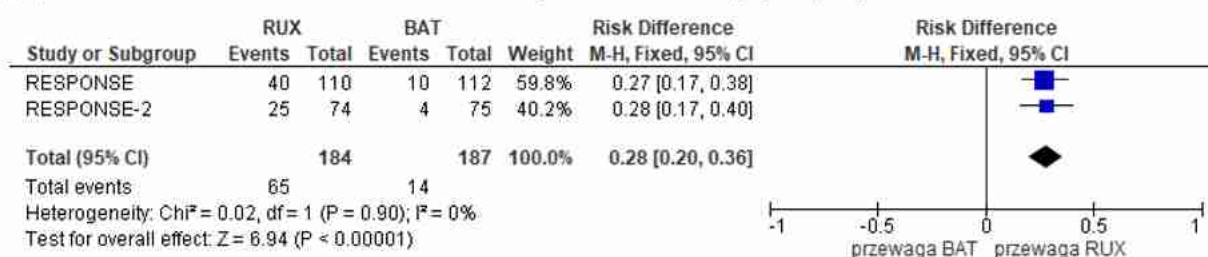 RUX BAT Risk Difference Risk Difference
Study or Subgroup Events Total Events Total Weight M-H, Fixed, 95% CI M-H, Fixed, 95% CI
RESPONSE 40 110 10 112 59.8% 0.27 [0.17, 0.38]
RESPONSE-2 25 74 4 75 40.2% 0.28 [0.17, 0.40]
Total (95% CI) 184 187 100.0% 0.28 [0.20, 0.36]
Total events 65 14
Heterogeneity: Chi² = 0.02, df = 1 (P = 0.90); I² = 0%
Test for overall effect: Z = 6.94 (P < 0.00001)
-1 -0.5 0 0.5 1
przewaga BAT przewaga RUX